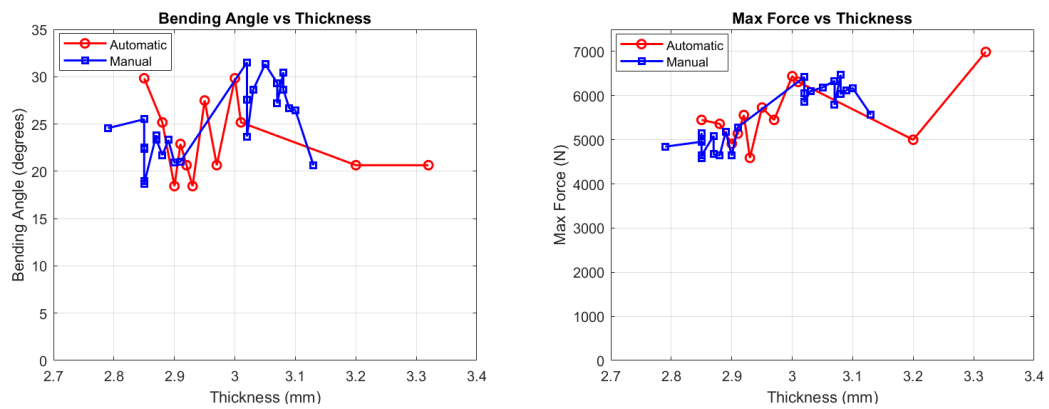 Bending Angle vs Thickness
Automatic
Manual
Bending Angle (degrees)
35
30
25
20
15
10
5
0
2.7 2.8 2.9 3 3.1 3.2 3.3 3.4
Thickness (mm)
Max Force vs Thickness
Automatic
Manual
Max Force (N)
7000
6000
5000
4000
3000
2000
1000
0
2.7 2.8 2.9 3 3.1 3.2 3.3 3.4
Thickness (mm)